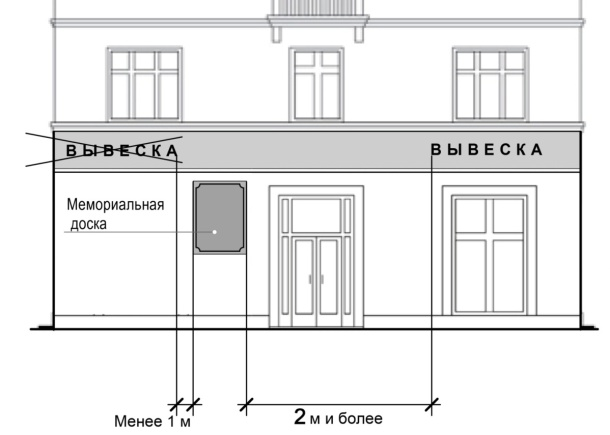 ВЫВЕСКА
ВЫВЕСКА
Мемориальная
доска
Менее 1 м
2 м и более